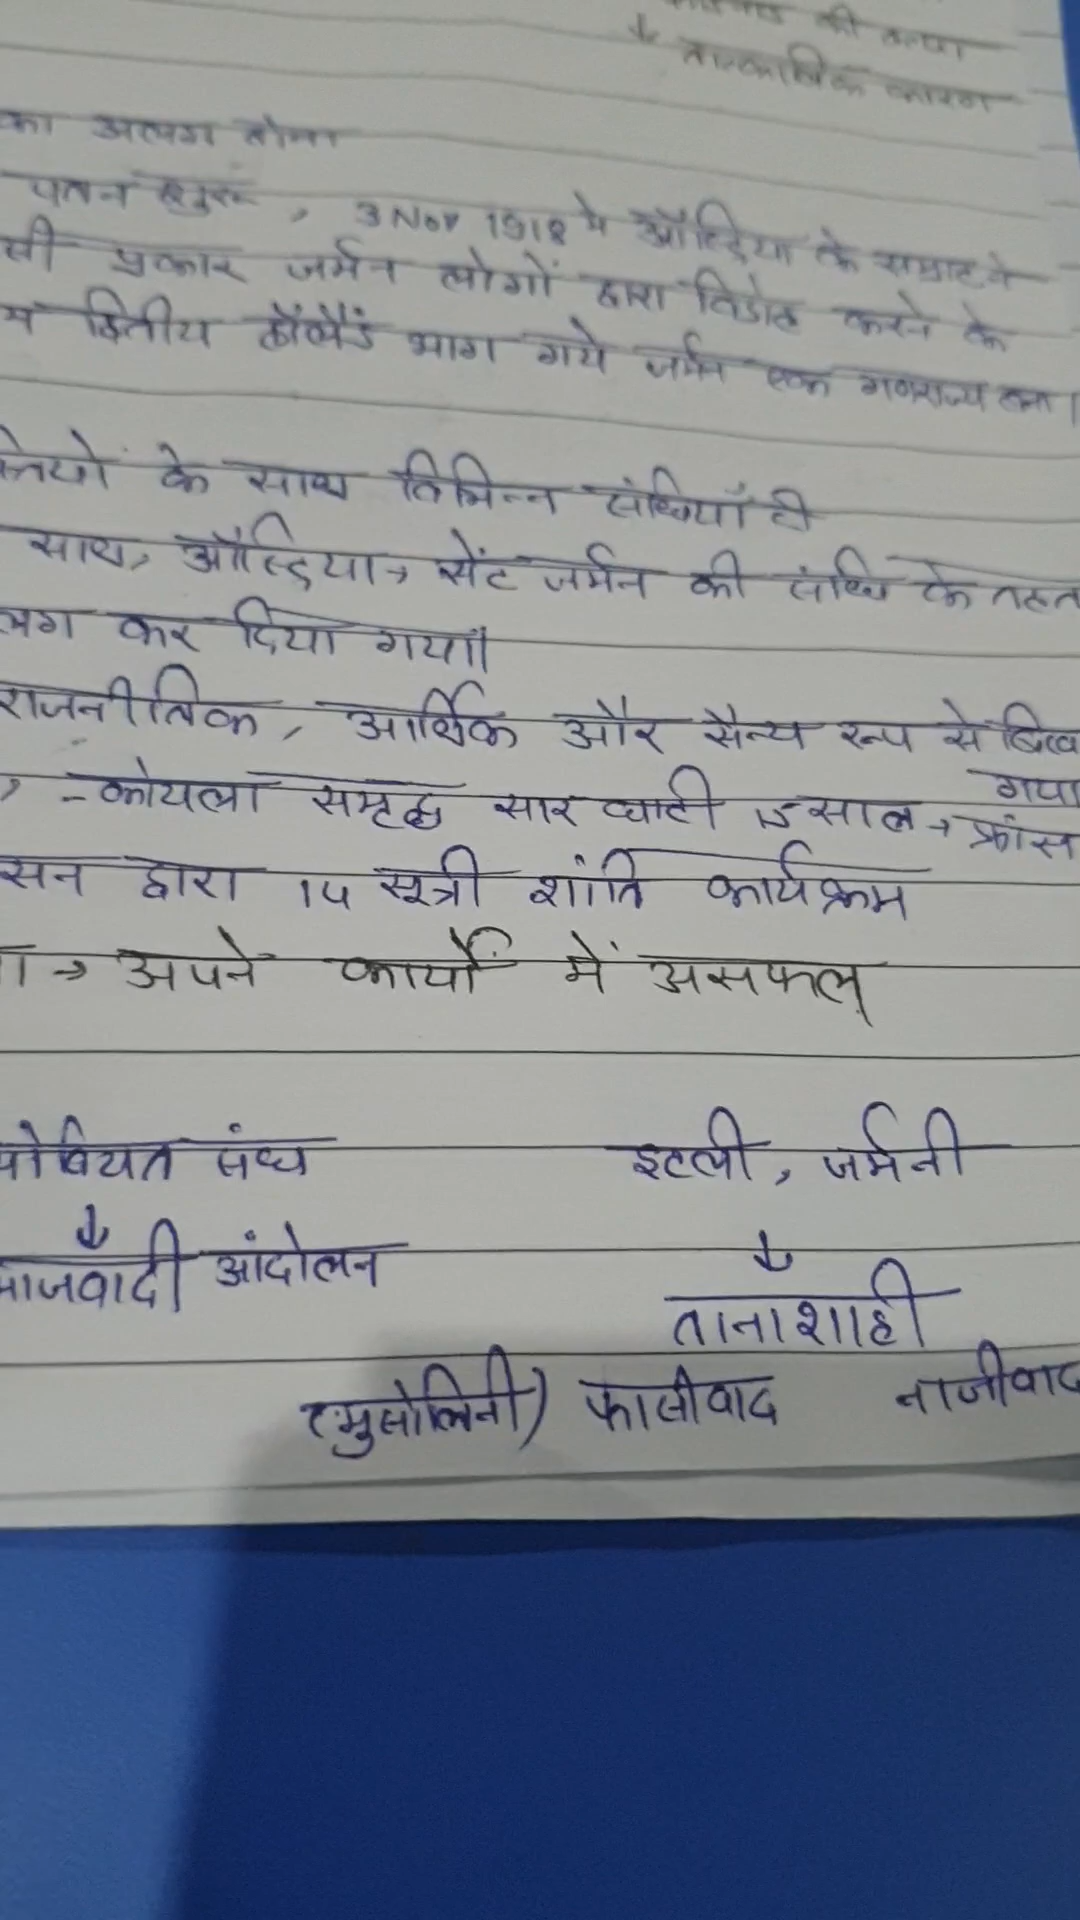 की हत्या
↓ तात्कालिक कारण
का अलग होना
पतन शुरू, 3 Nov 1918 मे ऑस्ट्रिया के सम्राट ने
सी प्रकार जर्मन लोगों द्वारा विद्रोह करने के
म द्वितीय हॉलैंड भाग गये जर्मन एक गणराज्य बना।
के साथ विभिन्न संधियाँ की
साथ, ऑस्ट्रिया → सेंट जर्मन की संधि के तहत
लग कर दिया गया।
राजनीतिक, आर्थिक और सैन्य रूप से
गया
, - कोयला समृद्ध सार घाटी 15 साल → फ्रांस
सन द्वारा 14 सूत्री शांति कार्यक्रम
→ अपने कार्यों में असफल
ोवियत संघ इटली, जर्मनी
↓ ↓
माजवादी आंदोलन तानाशाही
(मुसोलिनी) फासीवाद नाजीवाद